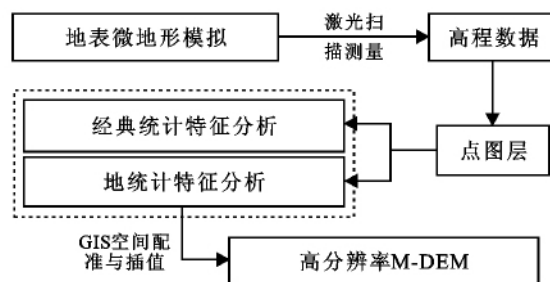 地表微地形模拟
激光扫
描测量
高程数据
经典统计特征分析
点图层
地统计特征分析
GIS空间配
准与插值
高分辨率M-DEM